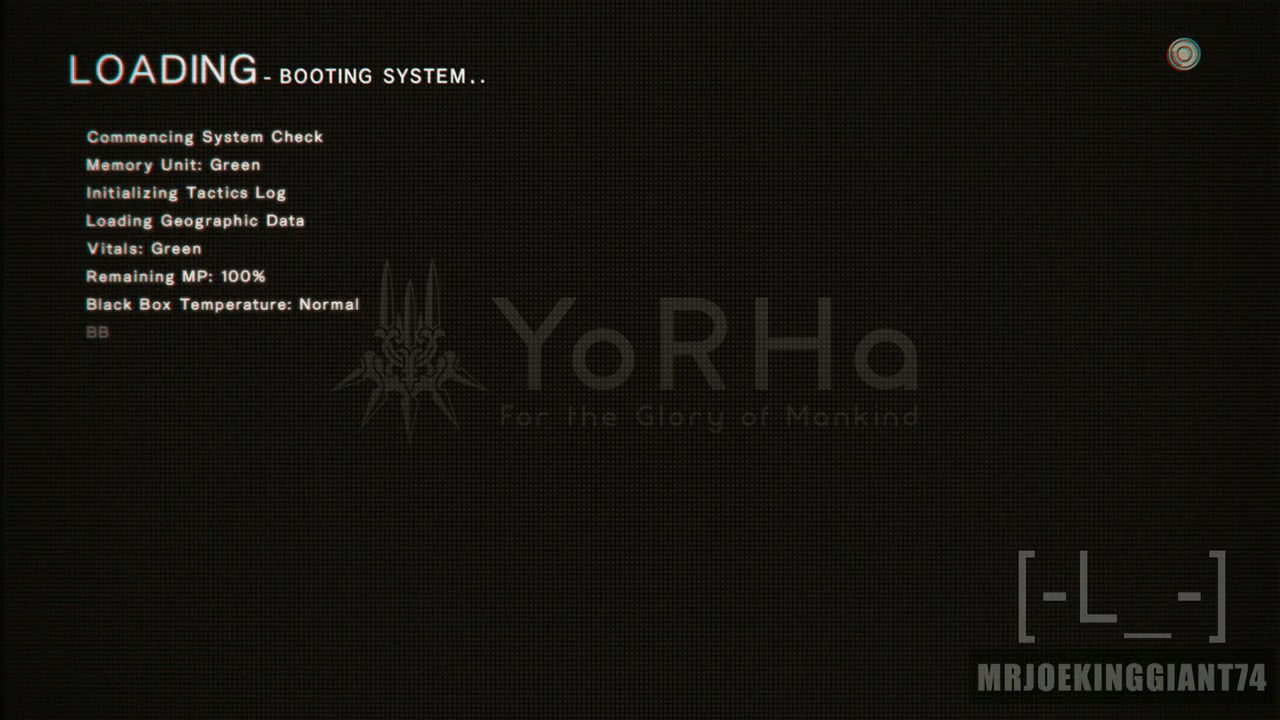 LOADING - BOOTING SYSTEM..
Commencing System Check
Memory Unit: Green
Initializing Tactics Log
Loading Geographic Data
Vitals: Green
Remaining MP: 100%
Black Box Temperature: Normal
BB
YoRHa
For the Glory of Mankind
[-L_-]
MRJOEKINGGIANT74